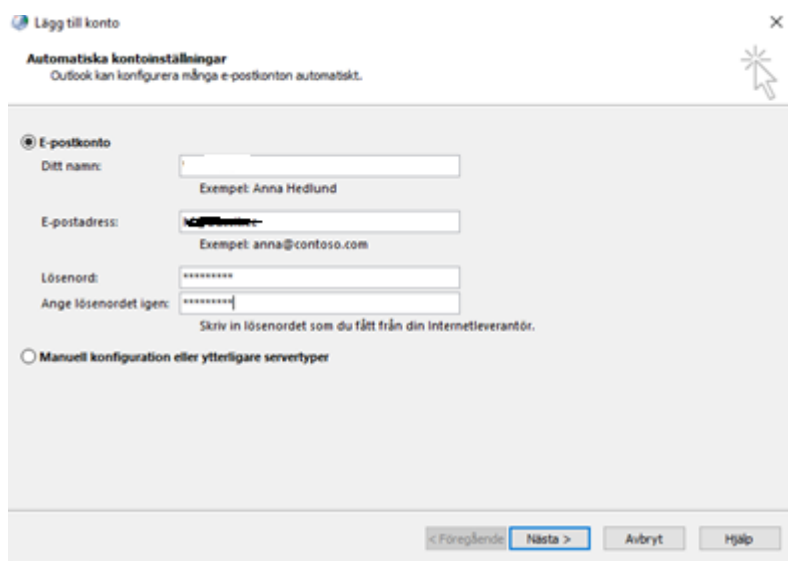 Lägg till konto
Automatiska kontoinställningar
Outlook kan konfigurera många e-postkonton automatiskt.
E-postkonto
Ditt namn:
Exempel: Anna Hedlund
E-postadress:
Exempel: anna@contoso.com
Lösenord: *********
Ange lösenordet igen: *********
Skriv in lösenordet som du fått från din Internetleverantör.
Manuell konfiguration eller ytterligare servertyper
< Föregående Nästa > Avbryt Hjälp